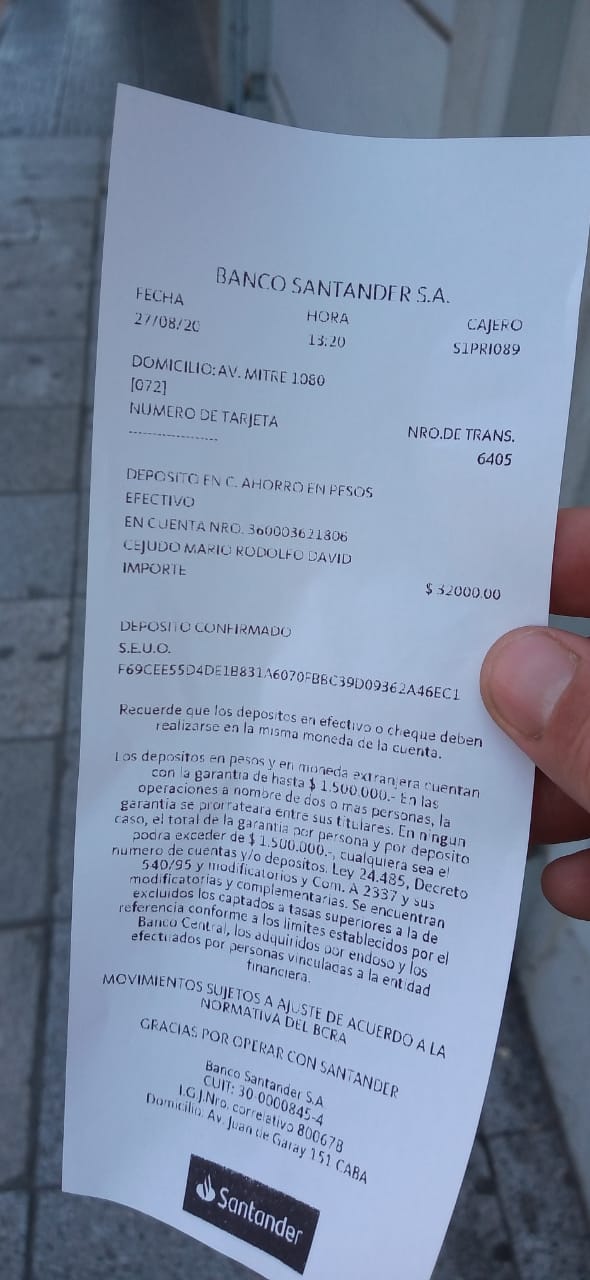 BANCO SANTANDER S.A.
FECHA HORA CAJERO
27/08/20 13:20 S1PRI089
DOMICILIO: AV. MITRE 1080
[072]
NUMERO DE TARJETA NRO.DE TRANS.
------------------ 6405
DEPOSITO EN C. AHORRO EN PESOS
EFECTIVO
EN CUENTA NRO. 360003621806
CEJUDO MARIO RODOLFO DAVID
IMPORTE $ 32000.00
DEPOSITO CONFIRMADO
S.E.U.O.
F69CEE55D4DE1B831A6070FBBC39D09362A46EC1
Recuerde que los depositos en efectivo o cheque deben
realizarse en la misma moneda de la cuenta.
Los depositos en pesos y en moneda extranjera cuentan
con la garantia de hasta $ 1.500.000.- En las
operaciones a nombre de dos o mas personas, la
garantia se prorrateara entre sus titulares. En ningun
caso, el total de la garantia por persona y por deposito
podra exceder de $ 1.500.000.-, cualquiera sea el
numero de cuentas y/o depositos. Ley 24.485, Decreto
540/95 y modificatorios y Com. A 2337 y sus
modificatorias y complementarias. Se encuentran
excluidos los captados a tasas superiores a la de
referencia conforme a los limites establecidos por el
Banco Central, los adquiridos por endoso y los
efectuados por personas vinculadas a la entidad
financiera.
MOVIMIENTOS SUJETOS A AJUSTE DE ACUERDO A LA
NORMATIVA DEL BCRA
GRACIAS POR OPERAR CON SANTANDER
Banco Santander S.A
CUIT: 30-0000845-4
I.G.J.Nro. correlativo 800678
Domicilio: Av. Juan de Garay 151 CABA
Santander